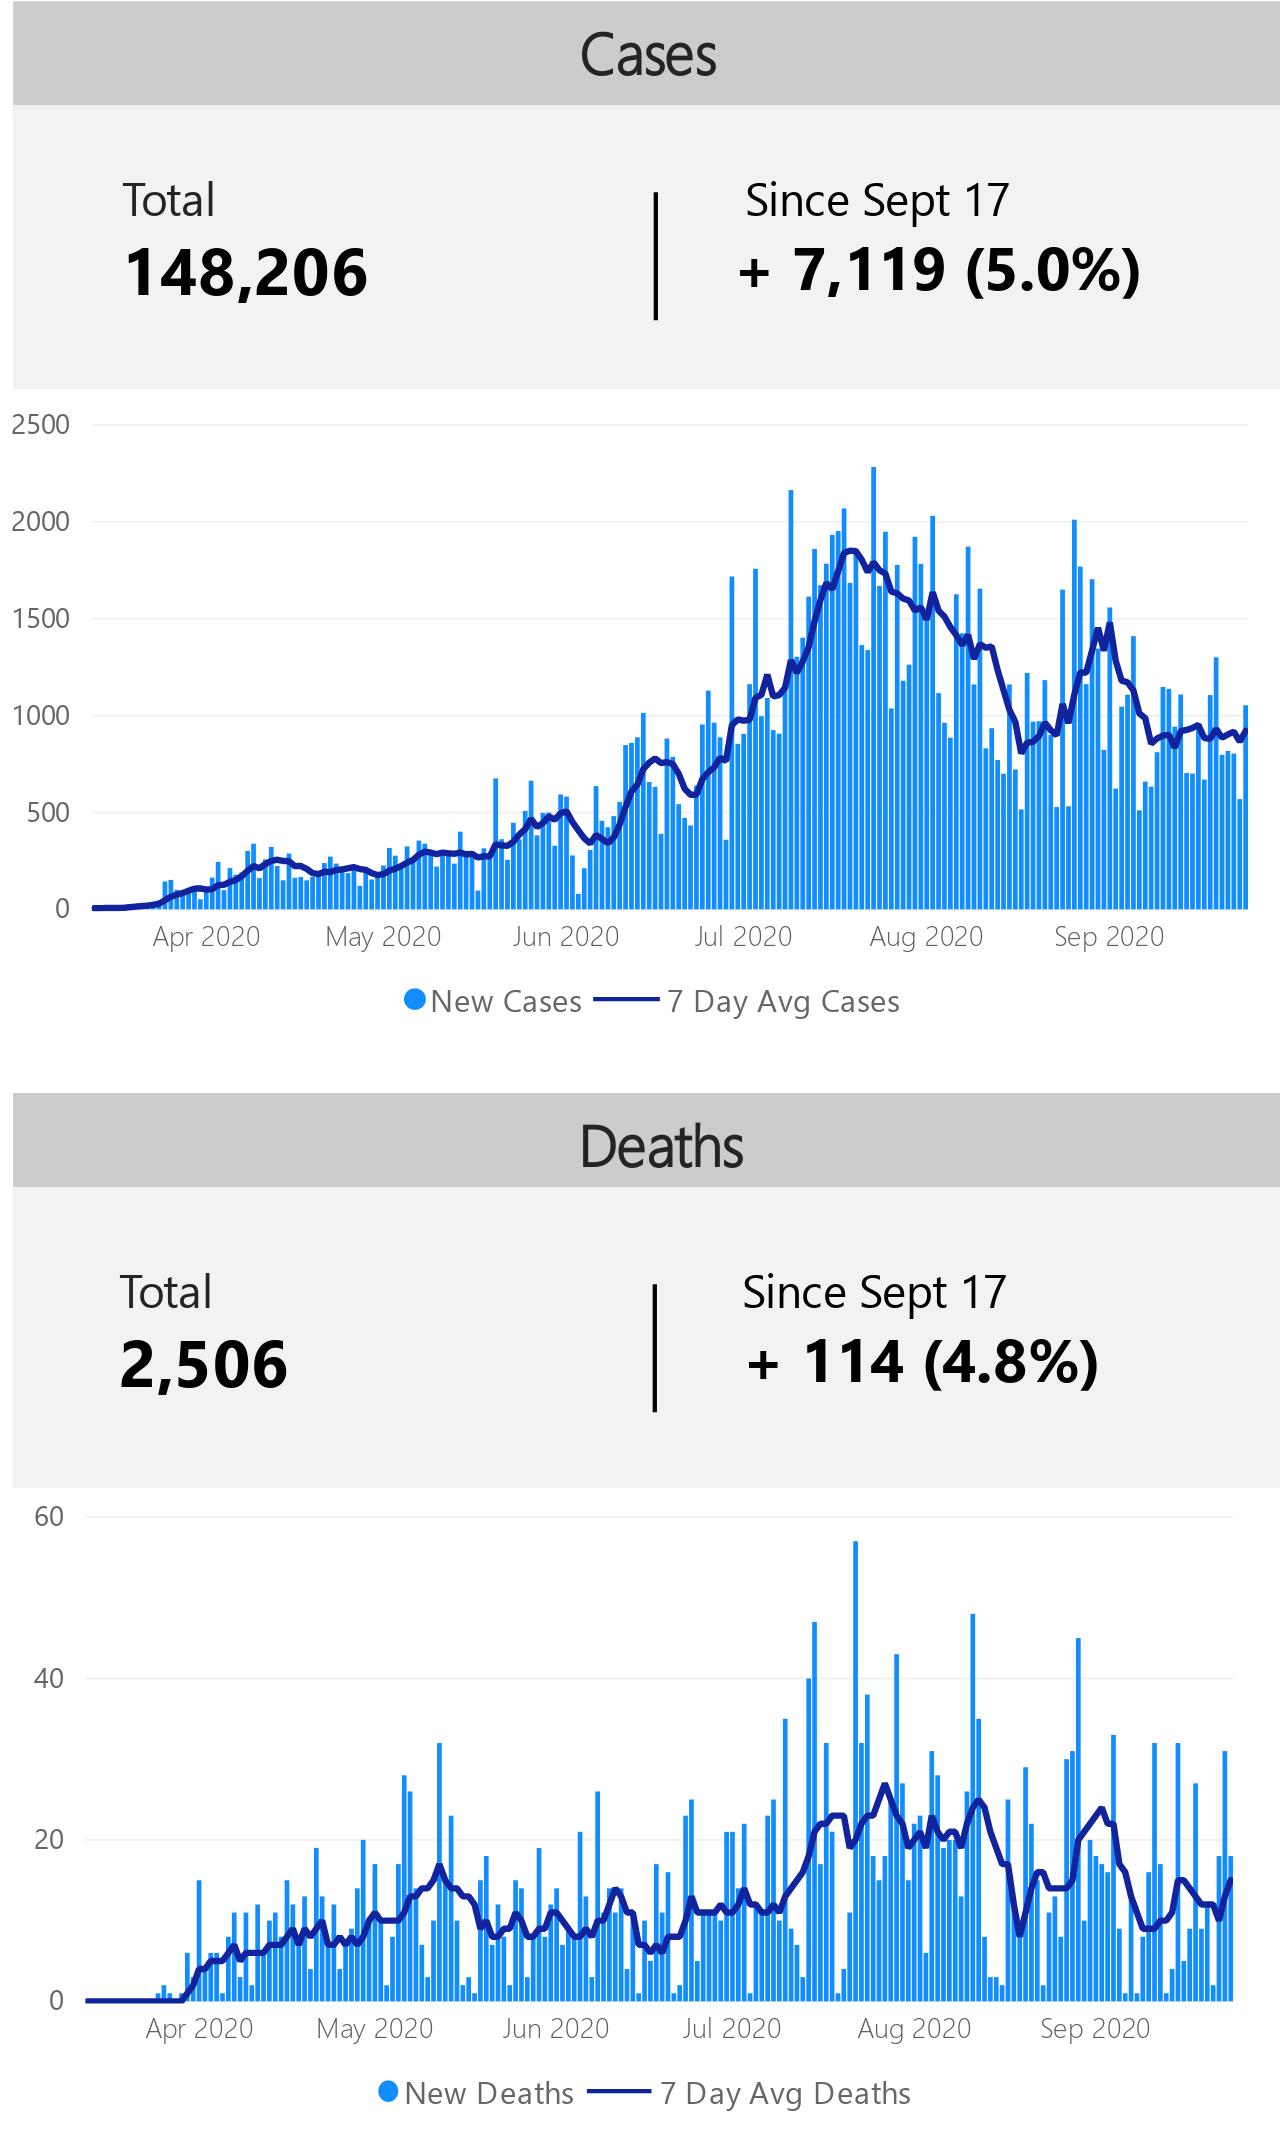 Cases
Total
Since Sept 17
148,206
+ 7,119 (5.0%)
2500
2000
1500
1000
500
0
Apr 2020
May 2020
Jun 2020
Jul 2020
Aug 2020
Sep 2020
New Cases
7 Day Avg Cases
Deaths
Total
Since Sept 17
2,506
+ 114 (4.8%)
60
40
20
0
Apr 2020
May 2020
Jun 2020
Jul 2020
Aug 2020
Sep 2020
New Deaths
7 Day Avg Deaths